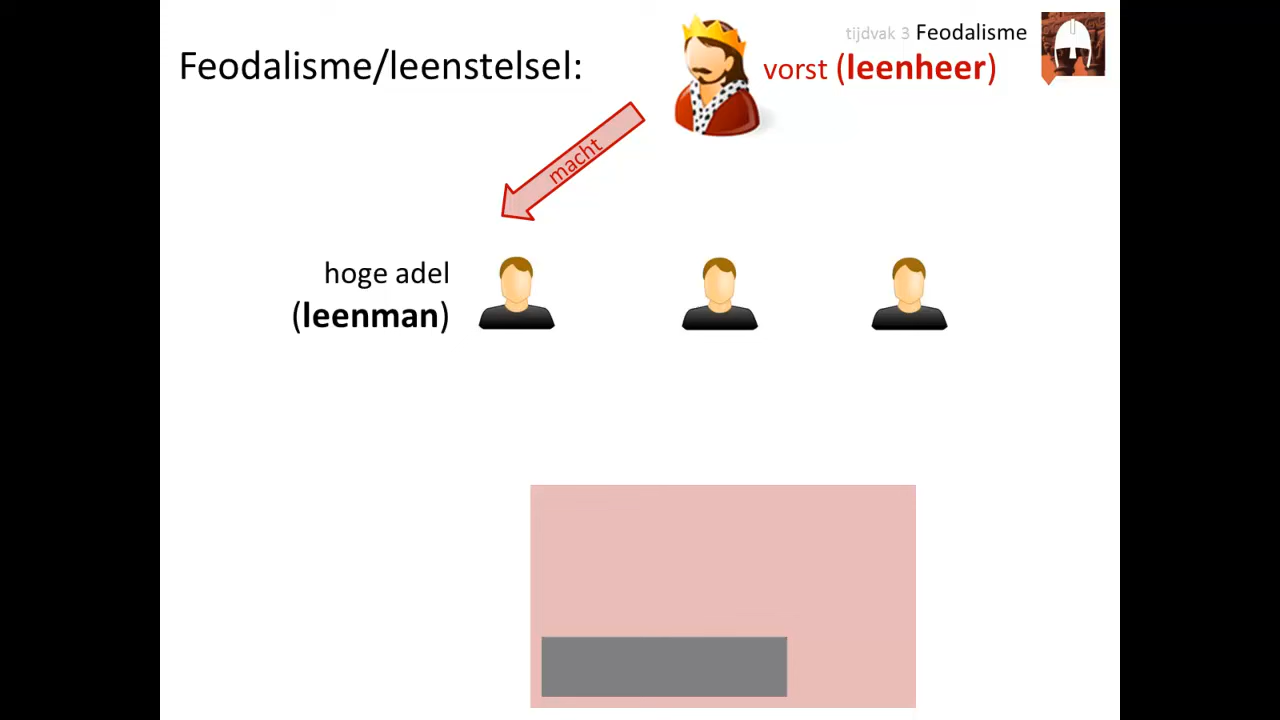 tijdvak 3 Feodalisme
Feodalisme/leenstelsel:
vorst (leenheer)
macht
hoge adel
(leenman)